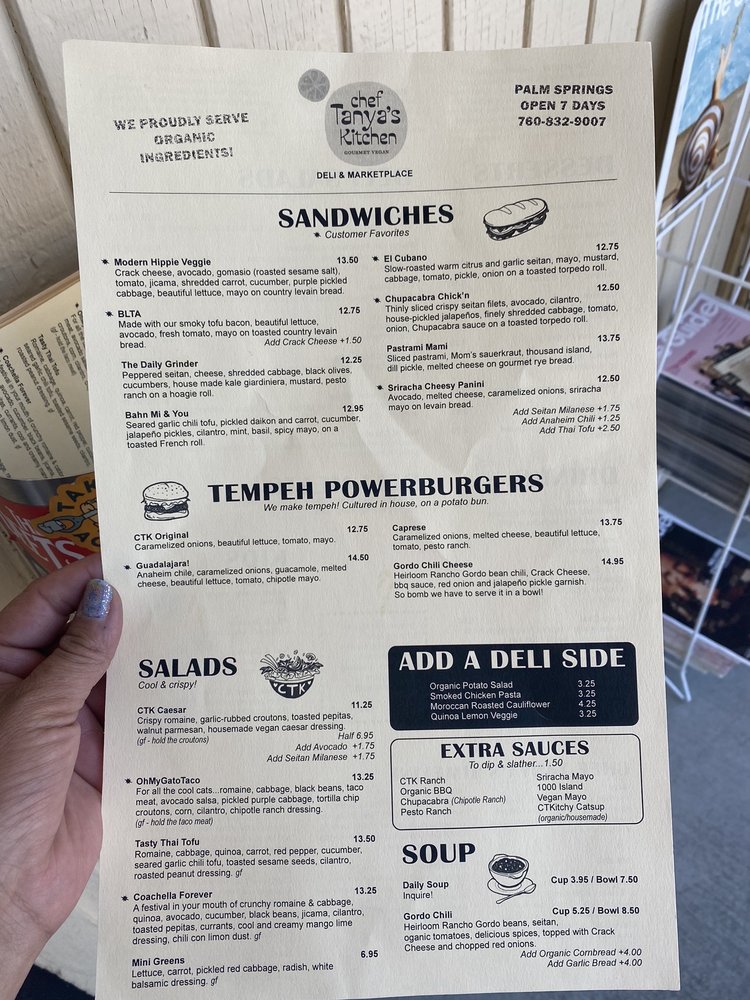 WE PROUDLY SERVE
ORGANIC
INGREDIENTS!
chef
Tanya's
Kitchen
GOURMET VEGAN
DELI & MARKETPLACE
PALM SPRINGS
OPEN 7 DAYS
760-832-9007
SANDWICHES
Customer Favorites
Modern Hippie Veggie 13.50
Crack cheese, avocado, gomasio (roasted sesame salt),
tomato, jicama, shredded carrot, cucumber, purple pickled
cabbage, beautiful lettuce, mayo on country levain bread.
BLTA 12.75
Made with our smoky tofu bacon, beautiful lettuce,
avocado, fresh tomato, mayo on toasted country levain
bread. Add Crack Cheese +1.50
The Daily Grinder 12.25
Peppered seitan, cheese, shredded cabbage, black olives,
cucumbers, house made kale giardiniera, mustard, pesto
ranch on a hoagie roll.
Bahn Mi & You 12.95
Seared garlic chili tofu, pickled daikon and carrot, cucumber,
jalapeño pickles, cilantro, mint, basil, spicy mayo, on a
toasted French roll.
El Cubano 12.75
Slow-roasted warm citrus and garlic seitan, mayo, mustard,
cabbage, tomato, pickle, onion on a toasted torpedo roll.
Chupacabra Chick'n 12.50
Thinly sliced crispy seitan filets, avocado, cilantro,
house-pickled jalapeños, finely shredded cabbage, tomato,
onion, Chupacabra sauce on a toasted torpedo roll.
Pastrami Mami 13.75
Sliced pastrami, Mom's sauerkraut, thousand island,
dill pickle, melted cheese on gourmet rye bread.
Sriracha Cheesy Panini 12.50
Avocado, melted cheese, caramelized onions, sriracha
mayo on levain bread.
Add Seitan Milanese +1.75
Add Anaheim Chili +1.25
Add Thai Tofu +2.50
TEMPEH POWERBURGERS
We make tempeh! Cultured in house, on a potato bun.
CTK Original 12.75
Caramelized onions, beautiful lettuce, tomato, mayo.
Guadalajara! 14.50
Anaheim chile, caramelized onions, guacamole, melted
cheese, beautiful lettuce, tomato, chipotle mayo.
Caprese 13.75
Caramelized onions, melted cheese, beautiful lettuce,
tomato, pesto ranch.
Gordo Chili Cheese 14.95
Heirloom Rancho Gordo bean chili, Crack Cheese,
bbq sauce, red onion and jalapeño pickle garnish.
So bomb we have to serve it in a bowl!
SALADS
Cool & crispy!
CTK
CTK Caesar 11.25
Crispy romaine, garlic-rubbed croutons, toasted pepitas,
walnut parmesan, housemade vegan caesar dressing.
(gf - hold the croutons) Half 6.95
Add Avocado +1.75
Add Seitan Milanese +1.75
OhMyGatoTaco 13.25
For all the cool cats...romaine, cabbage, black beans, taco
meat, avocado salsa, pickled purple cabbage, tortilla chip
croutons, corn, cilantro, chipotle ranch dressing.
(gf - hold the taco meat)
Tasty Thai Tofu 13.50
Romaine, cabbage, quinoa, carrot, red pepper, cucumber,
seared garlic chili tofu, toasted sesame seeds, cilantro,
roasted peanut dressing. gf
Coachella Forever 13.25
A festival in your mouth of crunchy romaine & cabbage,
quinoa, avocado, cucumber, black beans, jicama, cilantro,
toasted pepitas, currants, cool and creamy mango lime
dressing, chili con limon dust. gf
Mini Greens 6.95
Lettuce, carrot, pickled red cabbage, radish, white
balsamic dressing. gf
ADD A DELI SIDE
Organic Potato Salad 3.25
Smoked Chicken Pasta 3.25
Moroccan Roasted Cauliflower 4.25
Quinoa Lemon Veggie 3.25
EXTRA SAUCES
To dip & slather...1.50
CTK Ranch
Organic BBQ
Chupacabra (Chipotle Ranch)
Pesto Ranch
Sriracha Mayo
1000 Island
Vegan Mayo
CTKitchy Catsup
(organic/housemade)
SOUP
Daily Soup Cup 3.95 / Bowl 7.50
Inquire!
Gordo Chili Cup 5.25 / Bowl 8.50
Heirloom Rancho Gordo beans, seitan,
oganic tomatoes, delicious spices, topped with Crack
Cheese and chopped red onions.
Add Organic Cornbread +4.00
Add Garlic Bread +4.00